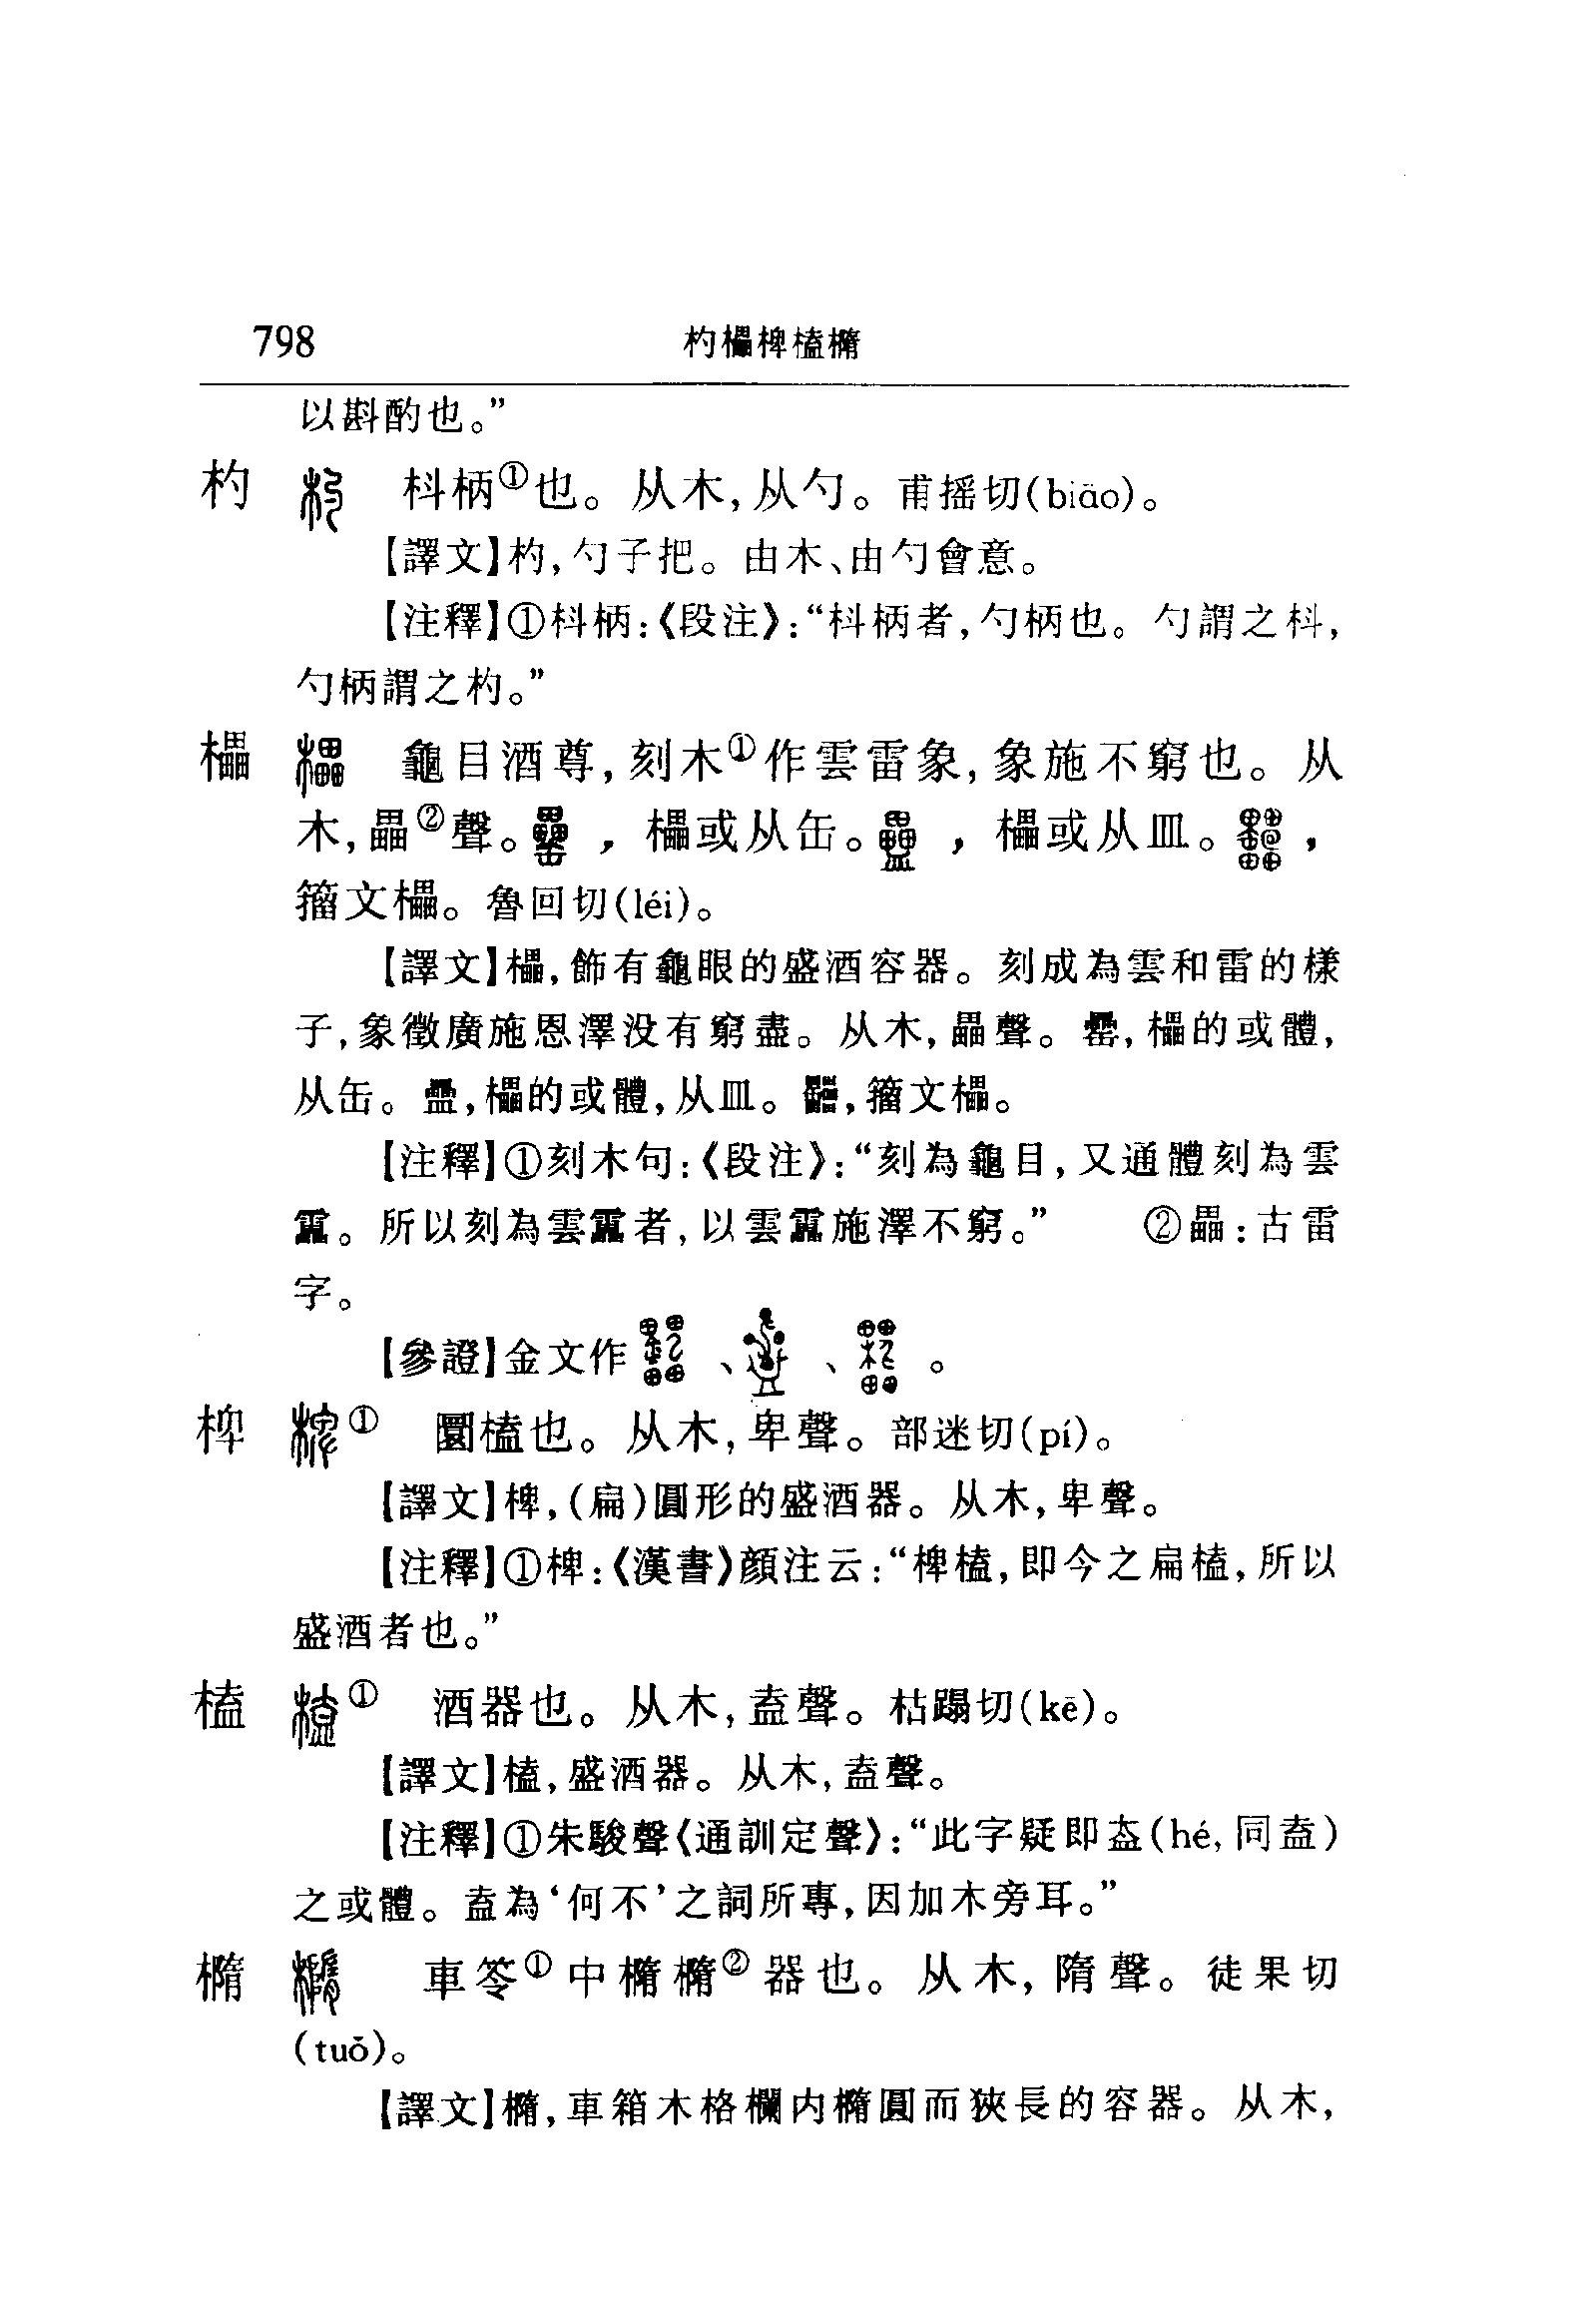 798 杓櫑椑榼橢
以斟酌也。”
杓 枓柄①也。从木,从勺。甫摇切(biāo)。
【譯文】杓,勺子把。由木、由勺會意。
【注釋】①枓柄:《段注》:“枓柄者,勺柄也。勺謂之枓,
勺柄謂之杓。”
櫑 龜目酒尊,刻木①作雲雷象,象施不窮也。从
木,畾②聲。罍,櫑或从缶。㔣,櫑或从皿。,
籀文櫑。魯回切(léi)。
【譯文】櫑,飾有龜眼的盛酒容器。刻成為雲和雷的樣
子,象徵廣施恩澤没有窮盡。从木,畾聲。罍,櫑的或體,
从缶。,櫑的或體,从皿。,籀文櫑。
【注釋】①刻木句:《段注》:“刻為龜目,又通體刻為雲
靁。所以刻為雲靁者,以雲靁施澤不窮。” ②畾:古雷
字。
【參證】金文作、、。
椑① 圜榼也。从木,卑聲。部迷切(pí)。
【譯文】椑,(扁)圓形的盛酒器。从木,卑聲。
【注釋】①椑:《漢書》顔注云:“椑榼,即今之扁榼,所以
盛酒者也。”
榼① 酒器也。从木,盍聲。枯蹋切(kē)。
【譯文】榼,盛酒器。从木,盍聲。
【注釋】①朱駿聲《通訓定聲》:“此字疑即盇(hé,同盍)
之或體。盍為‘何不’之詞所專,因加木旁耳。”
橢 車笭①中橢橢②器也。从木,隋聲。徒果切
(tuǒ)。
【譯文】橢,車箱木格欄内橢圓而狹長的容器。从木,